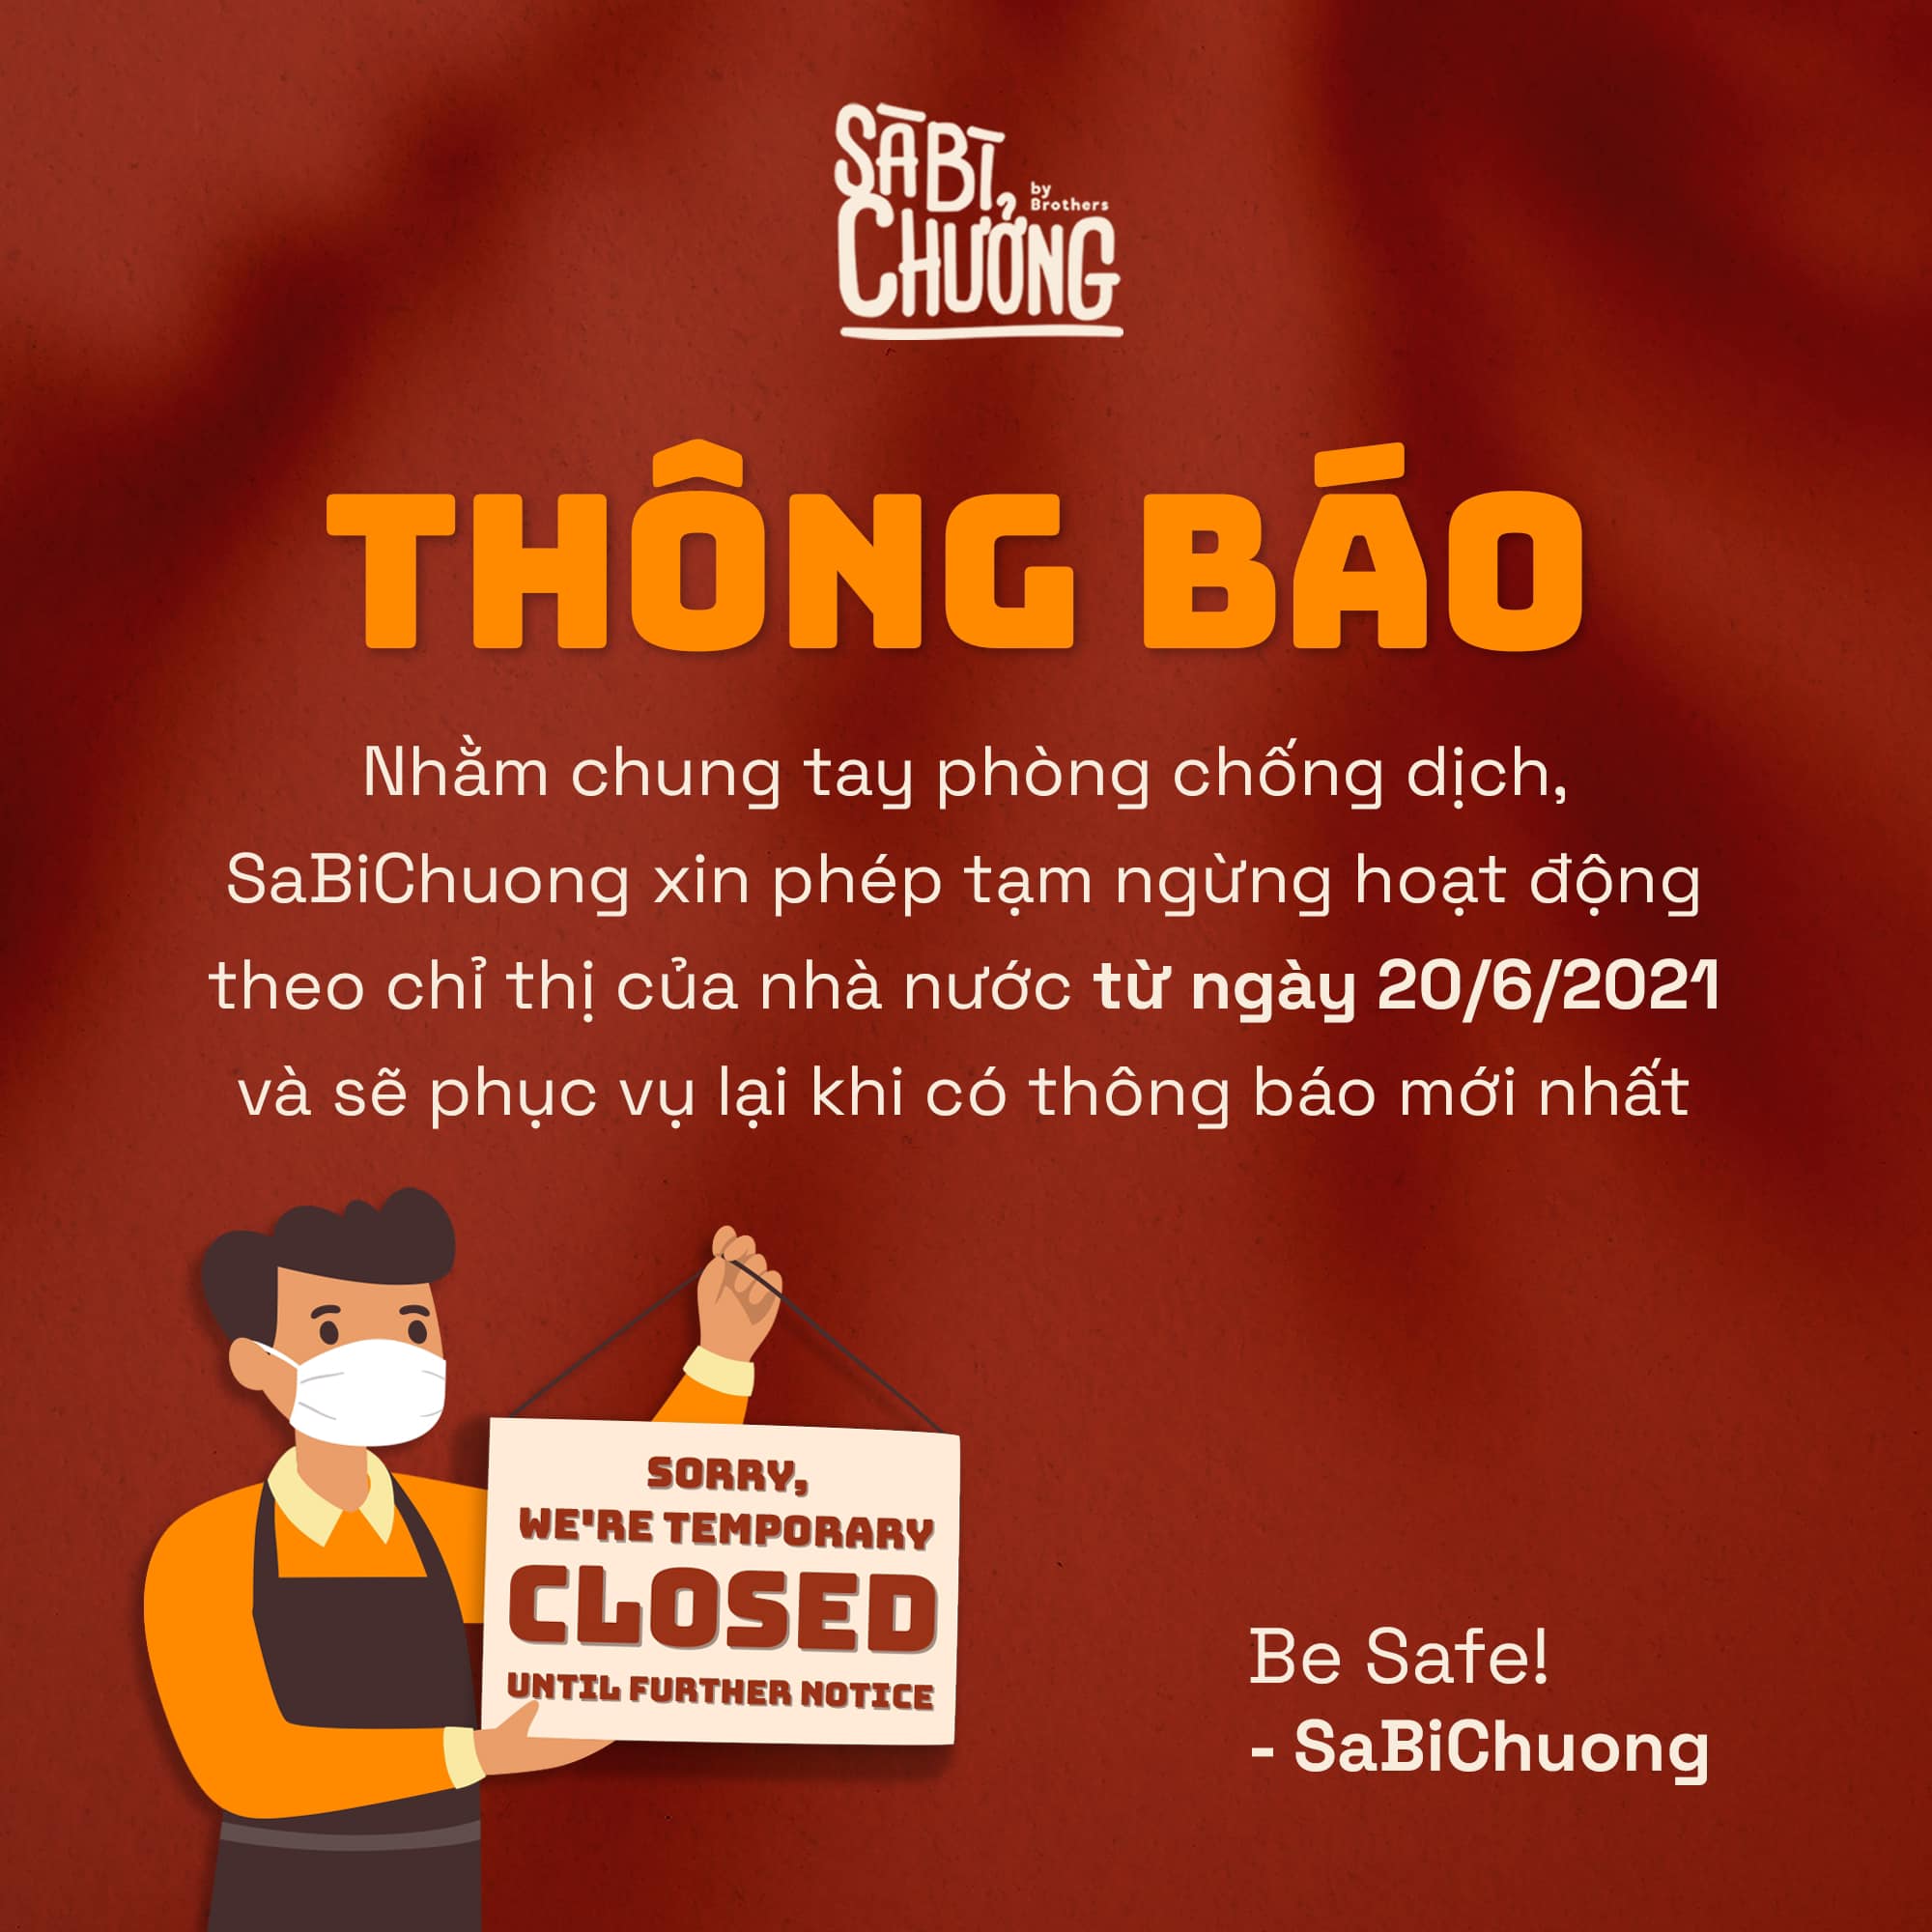 SÀBÌ,
by
Brothers
CHƯỞNG
THÔNG BÁO
Nhằm chung tay phòng chống dịch,
SaBiChuong xin phép tạm ngừng hoạt động
theo chỉ thị của nhà nước từ ngày 20/6/2021
và sẽ phục vụ lại khi có thông báo mới nhất
SORRY,
WE'RE TEMPORARY
CLOSED
UNTIL FURTHER NOTICE
Be Safe!
- SaBiChuong